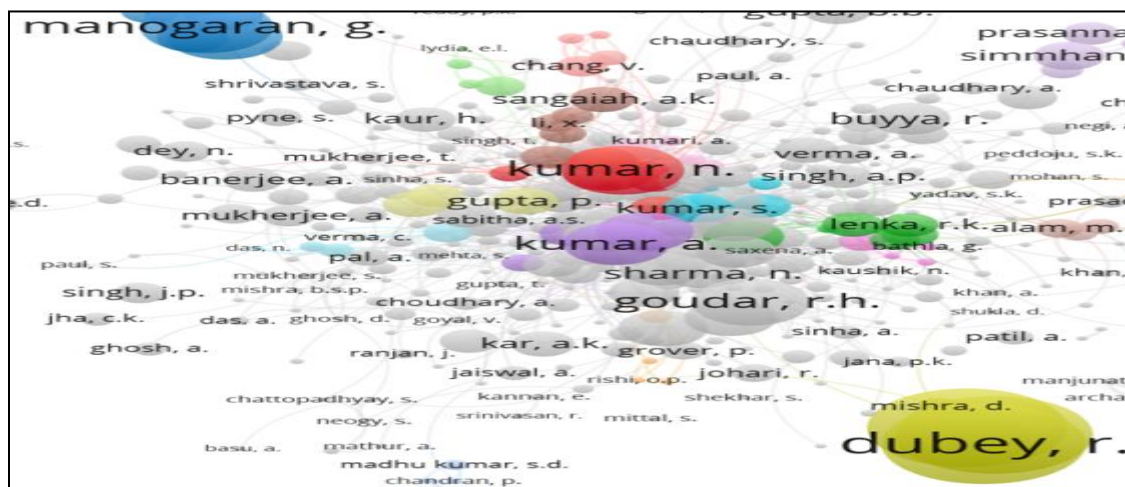 gupta, b.b.
manogaran, g.
prasanna
chaudhary, s.
lydia, e.l.
simmhan
chang, v.
paul, a.
shrivastava, s.
chaudhary, a.
sangaiah, a.k.
pyne, s.
kaur, h.
li, x.
buyya, r.
negi,
singh, t.
kumari, a.
dey, n.
mukherjee, t.
verma, a.
peddoju, s.k.
kumar, n.
singh, a.p.
mohan, s.
banerjee, a.
sinha, s.
yadav, s.k.
gupta, p.
kumar, s.
prasa
mukherjee, a.
sabitha, a.s.
lenka, r.k.
alam, m.
verma, c.
kumar, a.
das, n.
saxena, a.
bathla, g.
pal, a.
mehta, s.
paul, s.
mukherjee, s.
sharma, n.
kaushik, n.
khan,
gupta, t.
khan, a.
singh, j.p.
mishra, b.s.p.
choudhary, a.
goudar, r.h.
shukla, d.
jha, c.k.
das, a.
ghosh, d.
goyal, v.
sinha, a.
patil, a.
ghosh, a.
ranjan, j.
kar, a.k.
grover, p.
jana, p.k.
jaiswal, a.
rishi, o.p.
johari, r.
manjunat
chattopadhyay, s.
kannan, e.
shekhar, s.
archa
mishra, d.
neogy, s.
srinivasan, r.
mittal, s.
dubey, r.
basu, a.
mathur, a.
madhu kumar, s.d.
chandran, p.